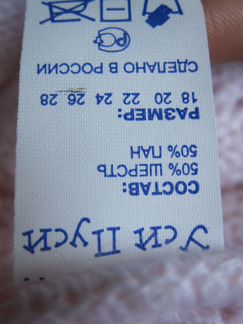 Уси Пуси
СОСТАВ:
50% ШЕРСТЬ
50% ПАН
РАЗМЕР:
18 20 22 24 26 28
СДЕЛАНО В РОССИИ